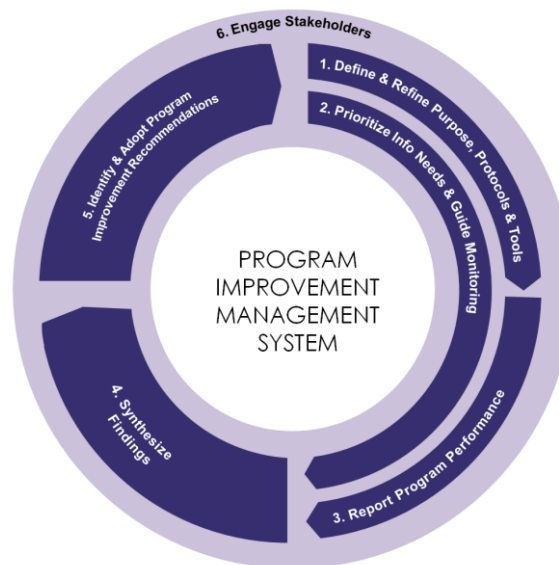 6. Engage Stakeholders
1. Define & Refine Purpose, Protocols & Tools
2. Prioritize Info Needs & Guide Monitoring
3. Report Program Performance
4. Synthesize
Findings
5. Identify & Adopt Program
Improvement Recommendations
PROGRAM
IMPROVEMENT
MANAGEMENT
SYSTEM